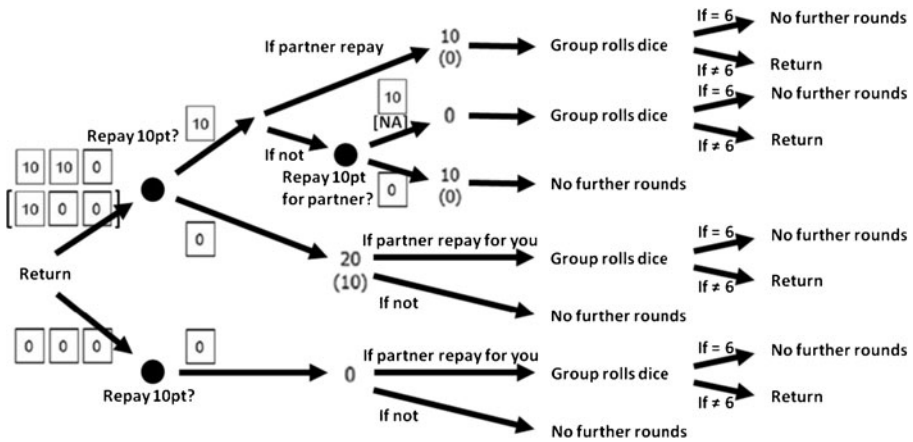 If = 6
No further rounds
If partner repay
10
(0)
Group rolls dice
If ≠ 6
Return
10
[NA]
If = 6
No further rounds
Repay 10pt?
10
0
Group rolls dice
If not
If ≠ 6
Return
10 10 0
Repay 10pt
for partner?
0
10
(0)
No further rounds
[10 0 0]
0
If partner repay for you
If = 6
No further rounds
Return
20
(10)
Group rolls dice
If not
If ≠ 6
Return
No further rounds
0 0 0
0
If partner repay for you
If = 6
No further rounds
0
Group rolls dice
Repay 10pt?
If not
If ≠ 6
Return
No further rounds